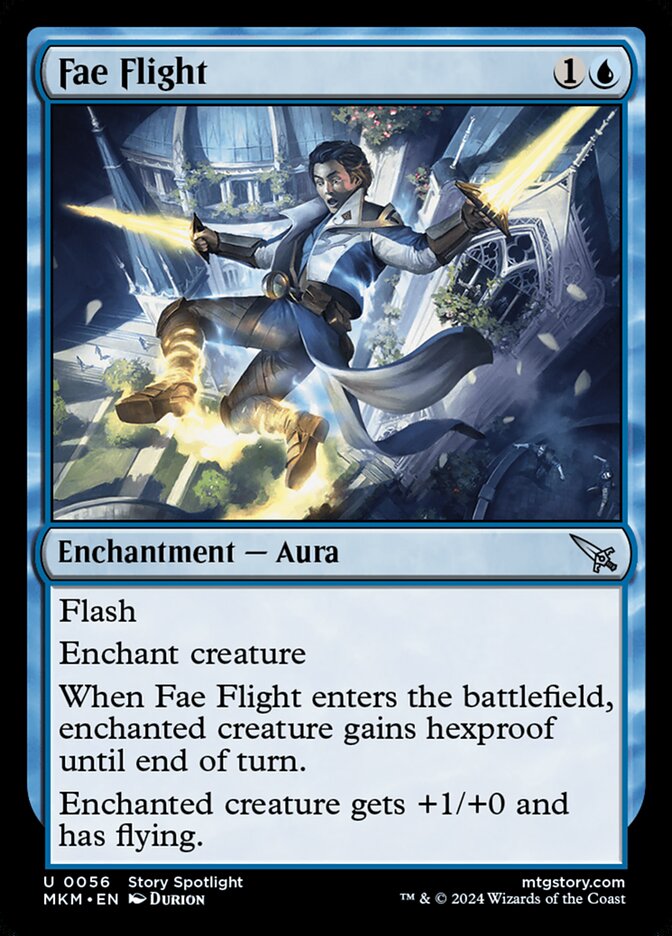 Fae Flight 1
Enchantment — Aura
Flash
Enchant creature
When Fae Flight enters the battlefield,
enchanted creature gains hexproof
until end of turn.
Enchanted creature gets +1/+0 and
has flying.
U 0056 Story Spotlight mtgstory.com
MKM • EN Durion ™ & © 2024 Wizards of the Coast